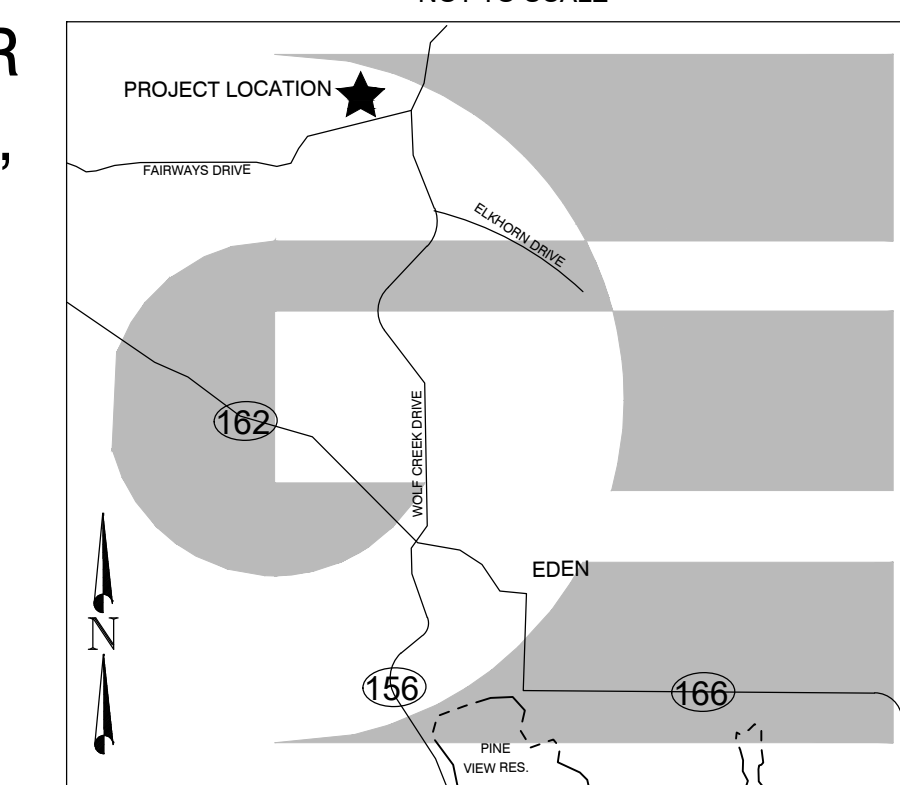 NOT TO SCALE
R
,
PROJECT LOCATION
FAIRWAYS DRIVE
ELKHORN DRIVE
162
WOLF CREEK DRIVE
EDEN
N
156
166
PINE
VIEW RES.